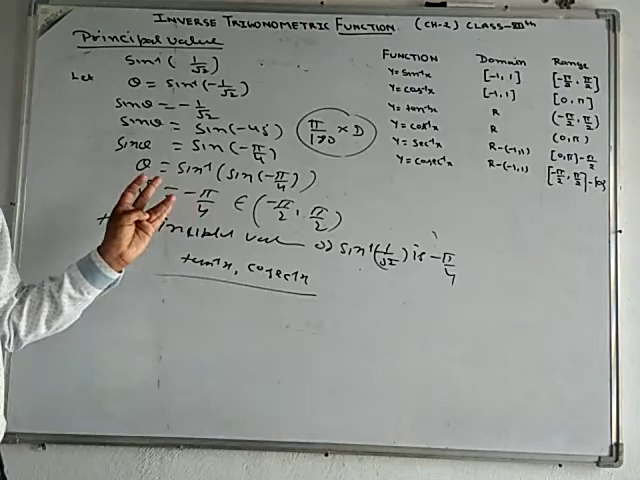 INVERSE TRIGONOMETRIC FUNCTION (CH-2) CLASS-XIIth
Principal value
Sin⁻¹(1/√2)
Let θ = Sin⁻¹(-1/√2)
Sinθ = -1/√2
Sinθ = Sin(-45)
Sinθ = Sin(-π/4)
θ = Sin⁻¹(Sin(-π/4))
= -π/4 ∈ (-π/2, π/2)
Value of Sin⁻¹(-1/√2) is -π/4
tan⁻¹x, cosec⁻¹x
π/180 × D
FUNCTION Domain Range
Y=Sin⁻¹x [-1,1] [-π/2, π/2]
Y=cos⁻¹x [-1,1] [0,π]
Y=tan⁻¹x R (-π/2, π/2)
Y=cot⁻¹x R (0,π)
Y=sec⁻¹x R-(-1,1) [0,π]-π/2
Y=cosec⁻¹x R-(-1,1) [-π/2, π/2]-{0}